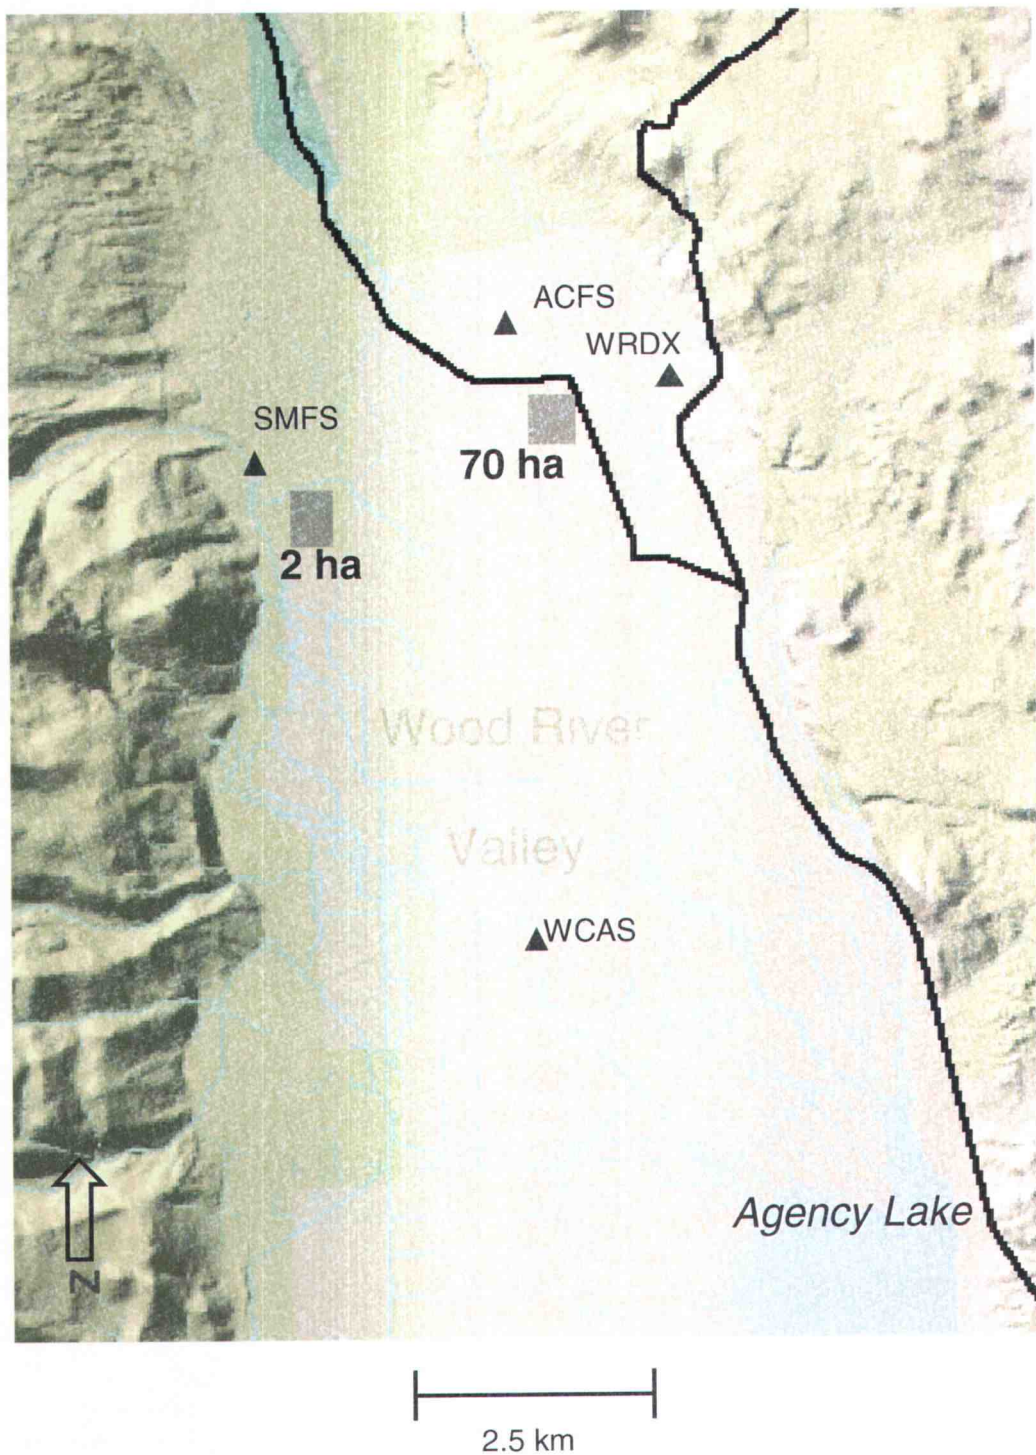 ACFS
WRDX
SMFS
70 ha
2 ha
Wood River
Valley
WCAS
Agency Lake
N
2.5 km